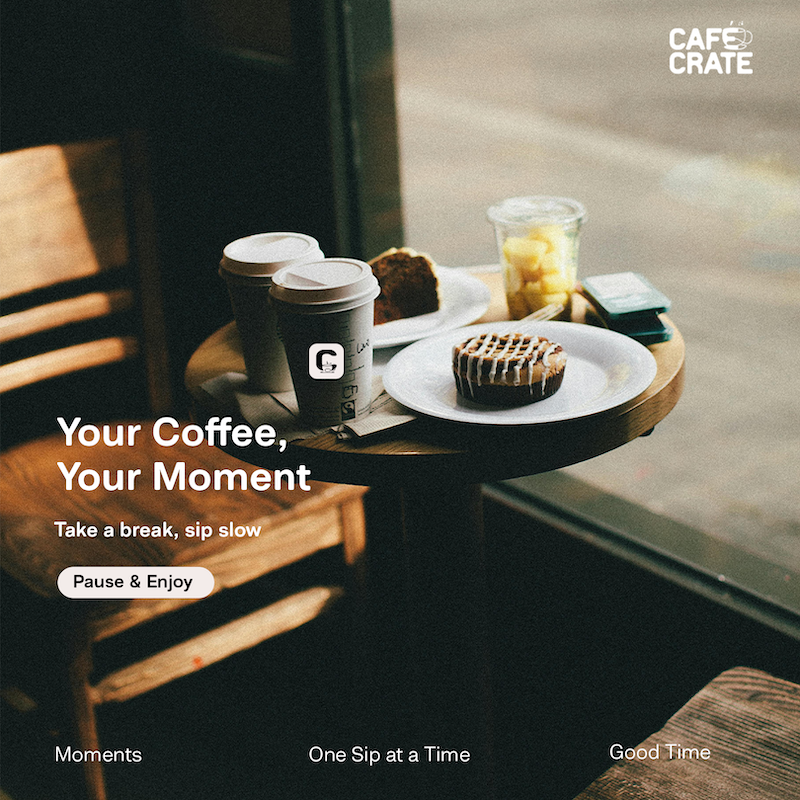 CAFÉ
CRATE
Your Coffee,
Your Moment
Take a break, sip slow
Pause & Enjoy
Moments
One Sip at a Time
Good Time